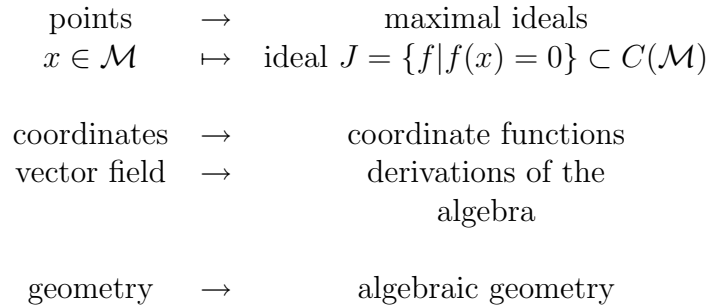 points → maximal ideals
x ∈ ℳ ↦ ideal J = {f|f(x) = 0} ⊂ C(ℳ)
coordinates → coordinate functions
vector field → derivations of the
algebra
geometry → algebraic geometry